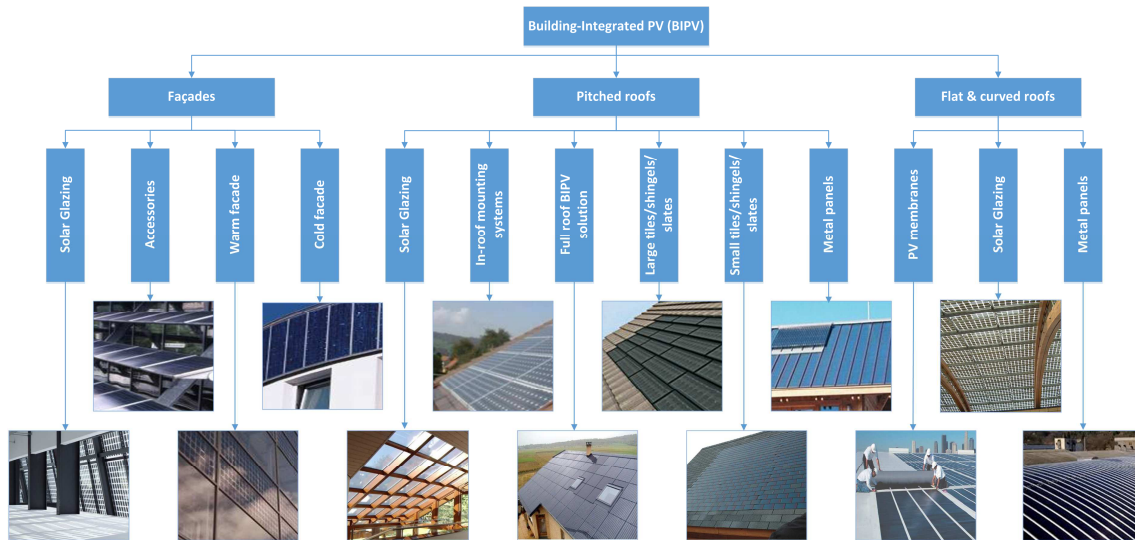 Building-Integrated PV (BIPV)
Façades
Pitched roofs
Flat & curved roofs
Solar Glazing
Accessories
Warm facade
Cold facade
Solar Glazing
In-roof mounting
systems
Full roof BIPV
solution
Large tiles/shingels/
slates
Small tiles/shingels/
slates
Metal panels
PV membranes
Solar Glazing
Metal panels